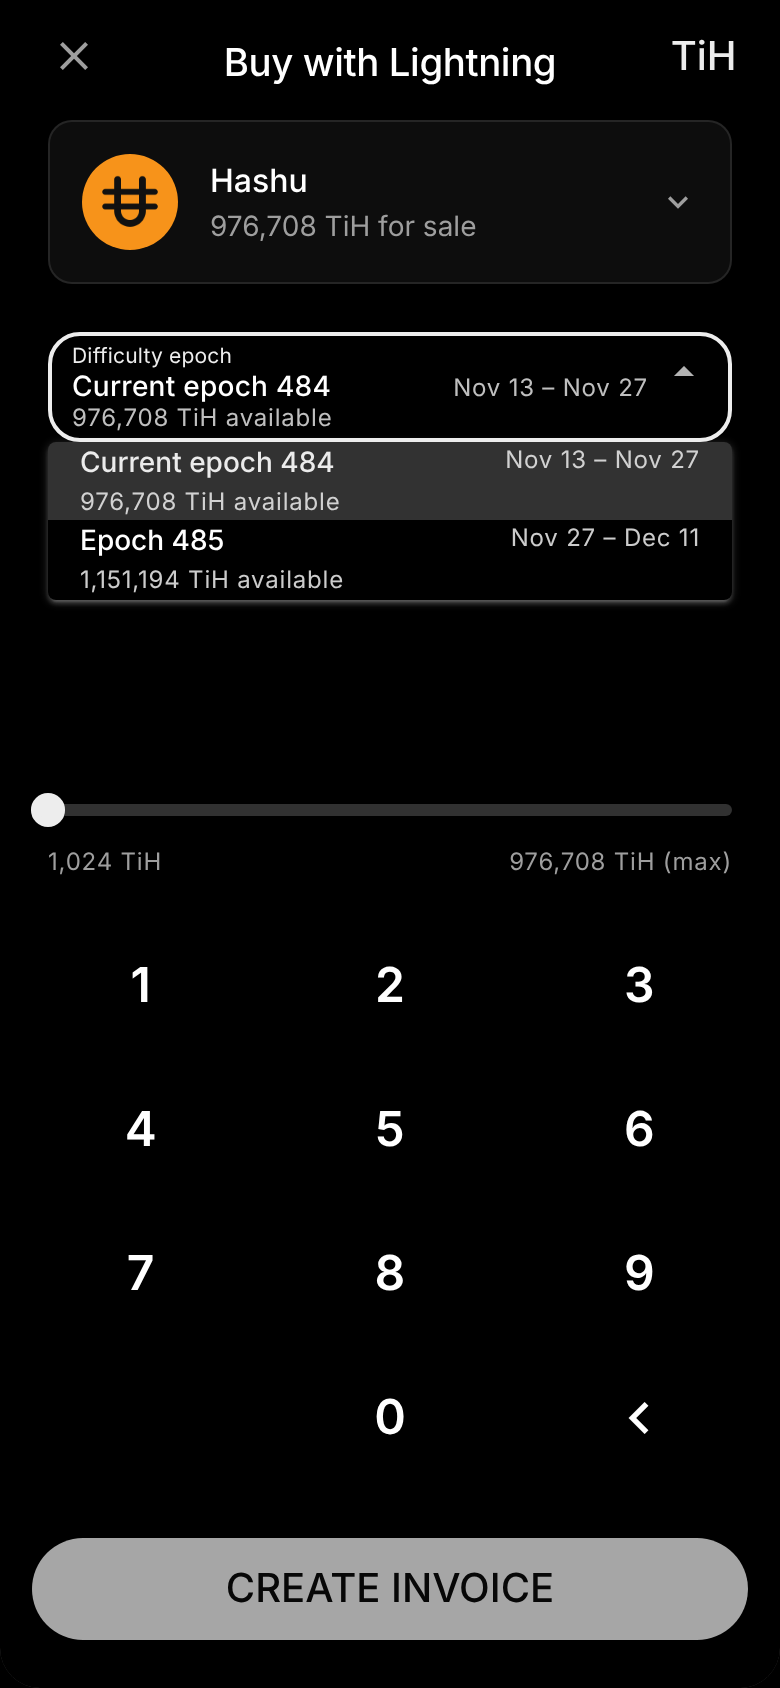 Buy with Lightning
TiH
Hashu
976,708 TiH for sale
Difficulty epoch
Current epoch 484
Nov 13 – Nov 27
976,708 TiH available
Current epoch 484
Nov 13 – Nov 27
976,708 TiH available
Epoch 485
Nov 27 – Dec 11
1,151,194 TiH available
1,024 TiH
976,708 TiH (max)
1 2 3
4 5 6
7 8 9
0
CREATE INVOICE